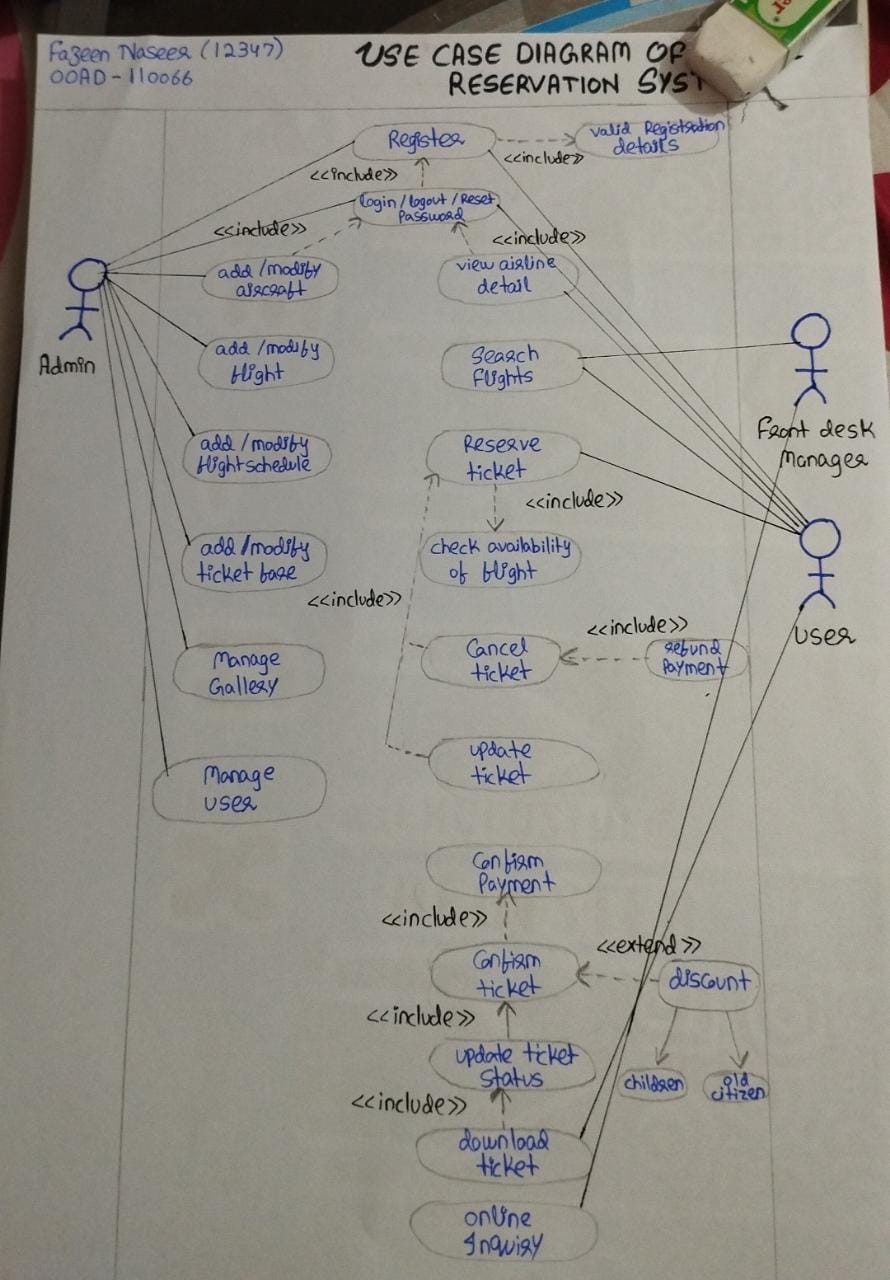 Fazeen Naseer (12347)
OOAD-110066
USE CASE DIAGRAM OF
RESERVATION SYST
Register
valid Registration
details
<<include>>
<<include>>
login/logout/Reset
Password
<<include>>
<<include>>
add/modify
aircraft
view airline
detail
Admin
add/modify
flight
Search
flights
Front desk
Manager
add/modify
flightschedule
Reserve
ticket
<<include>>
add/modify
ticket base
check availability
of flight
<<include>>
<<include>>
user
Manage
Gallery
Cancel
ticket
refund
Payment
Manage
user
update
ticket
Confirm
Payment
<<include>>
<<extend>>
Confirm
ticket
discount
<<include>>
update ticket
status
children
old
citizen
<<include>>
download
ticket
online
Inquiry